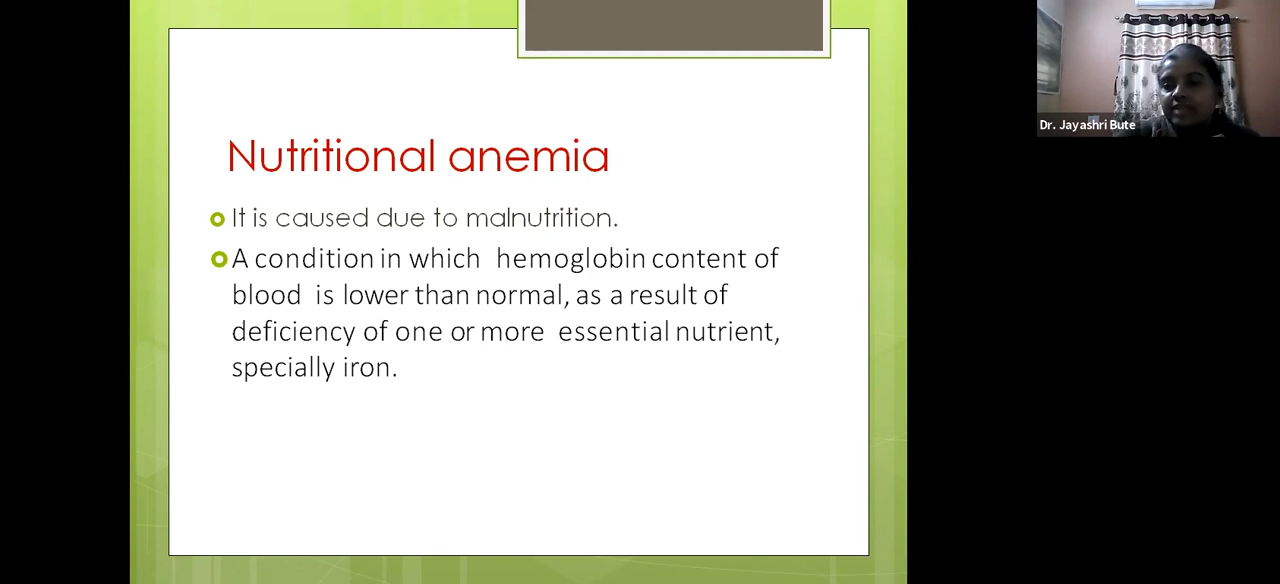 Nutritional anemia
It is caused due to malnutrition.
A condition in which hemoglobin content of
blood is lower than normal, as a result of
deficiency of one or more essential nutrient,
specially iron.
Dr. Jayashri Bute